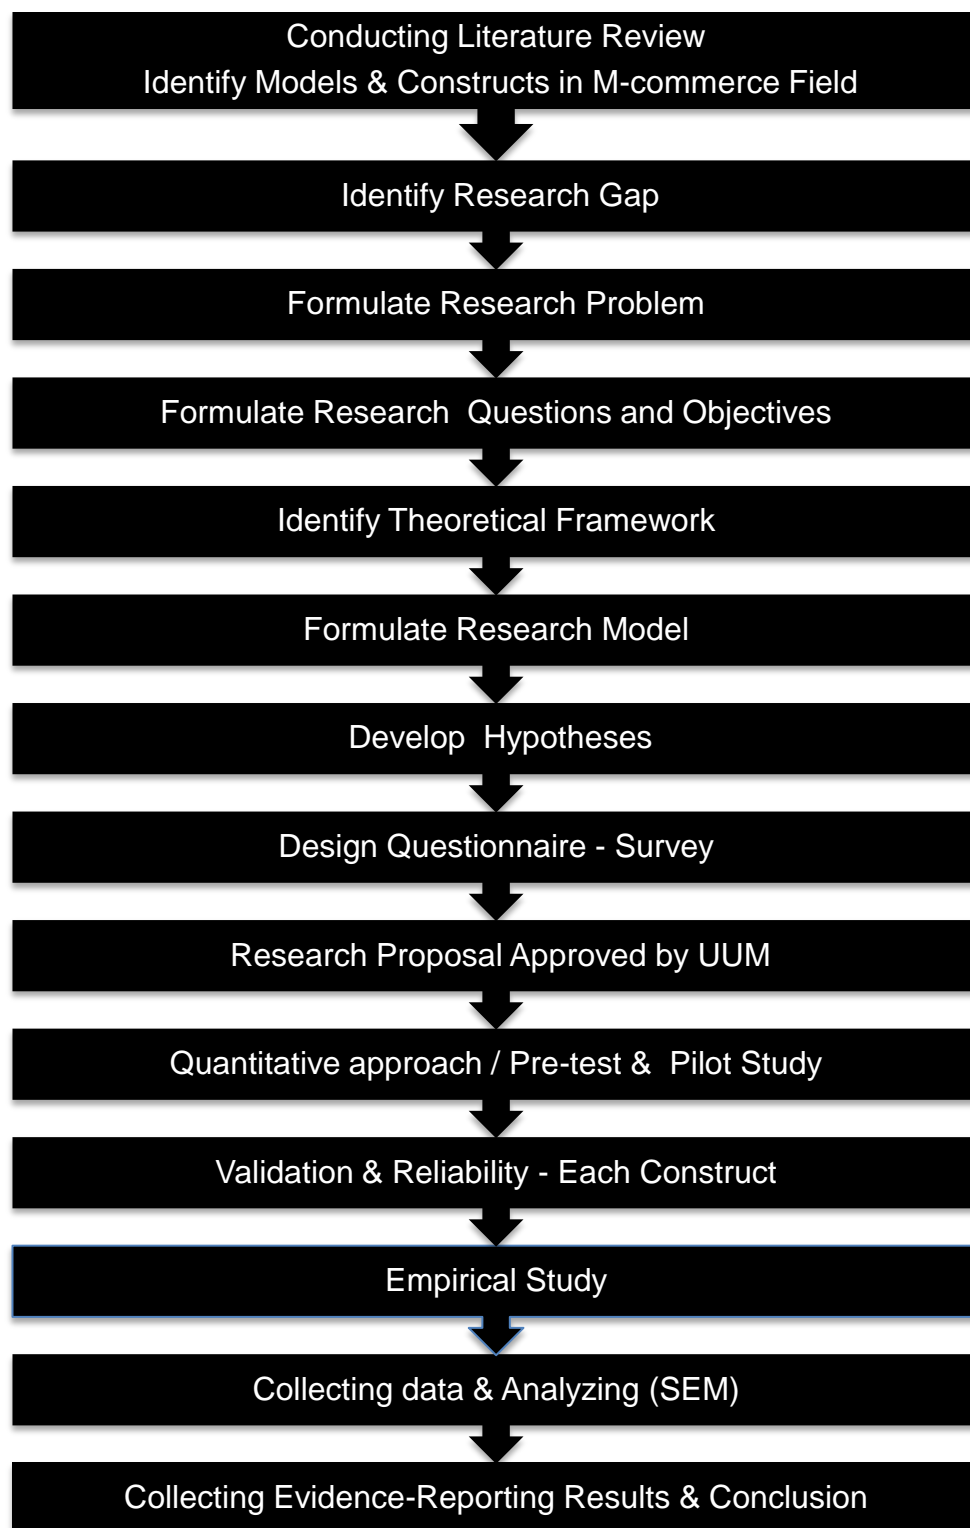 Conducting Literature Review
Identify Models & Constructs in M-commerce Field
Identify Research Gap
Formulate Research Problem
Formulate Research  Questions and Objectives
Identify Theoretical Framework
Formulate Research Model
Develop  Hypotheses
Design Questionnaire - Survey
Research Proposal Approved by UUM
Quantitative approach / Pre-test &  Pilot Study
Validation & Reliability - Each Construct
Empirical Study
Collecting data & Analyzing (SEM)
Collecting Evidence-Reporting Results & Conclusion